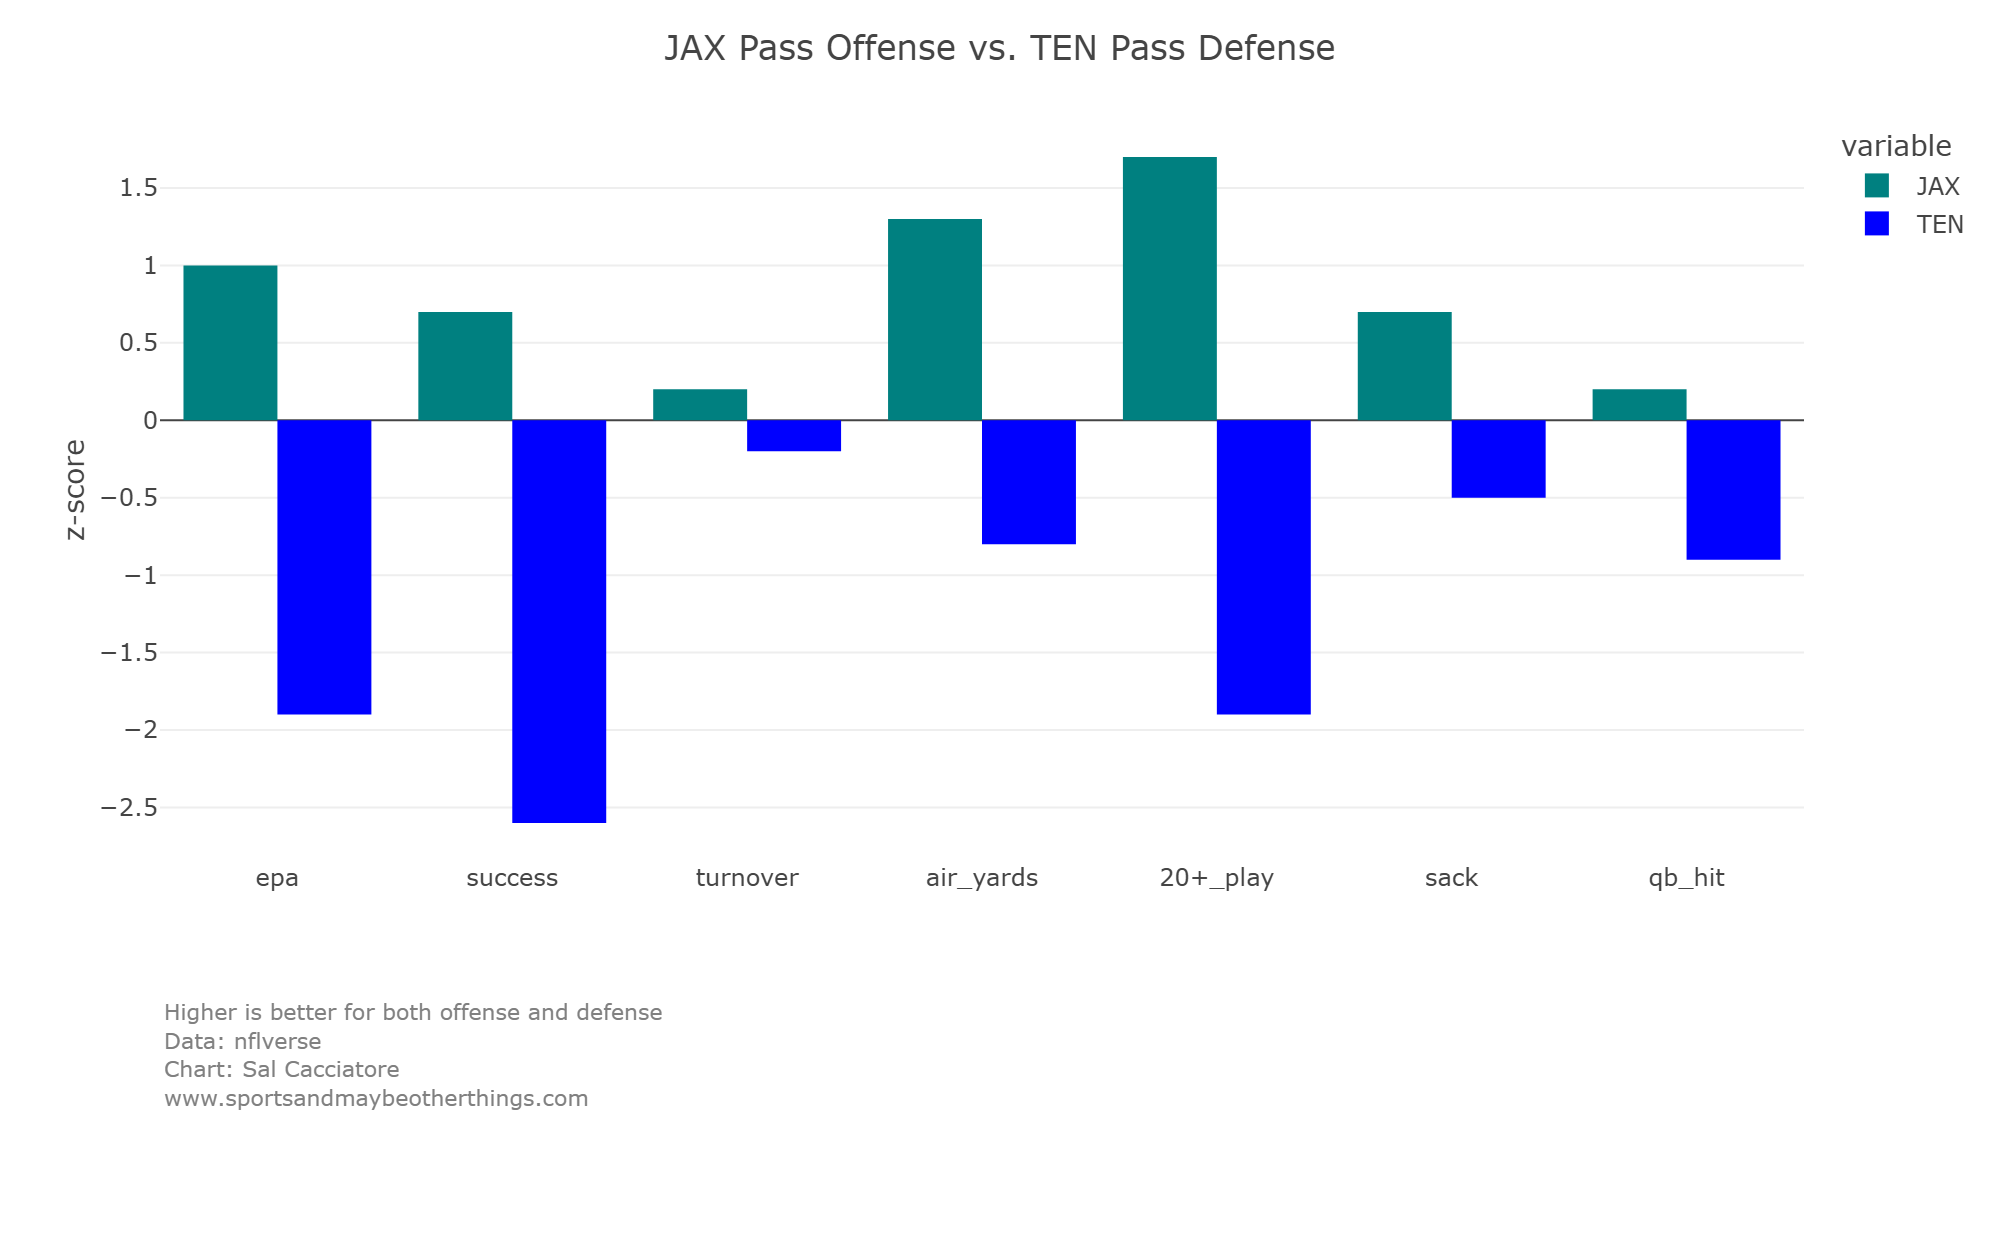 JAX Pass Offense vs. TEN Pass Defense
variable
JAX
TEN
1.5
1
0.5
0
−0.5
−1
−1.5
−2
−2.5
z-score
epa
success
turnover
air_yards
20+_play
sack
qb_hit
Higher is better for both offense and defense
Data: nflverse
Chart: Sal Cacciatore
www.sportsandmaybeotherthings.com